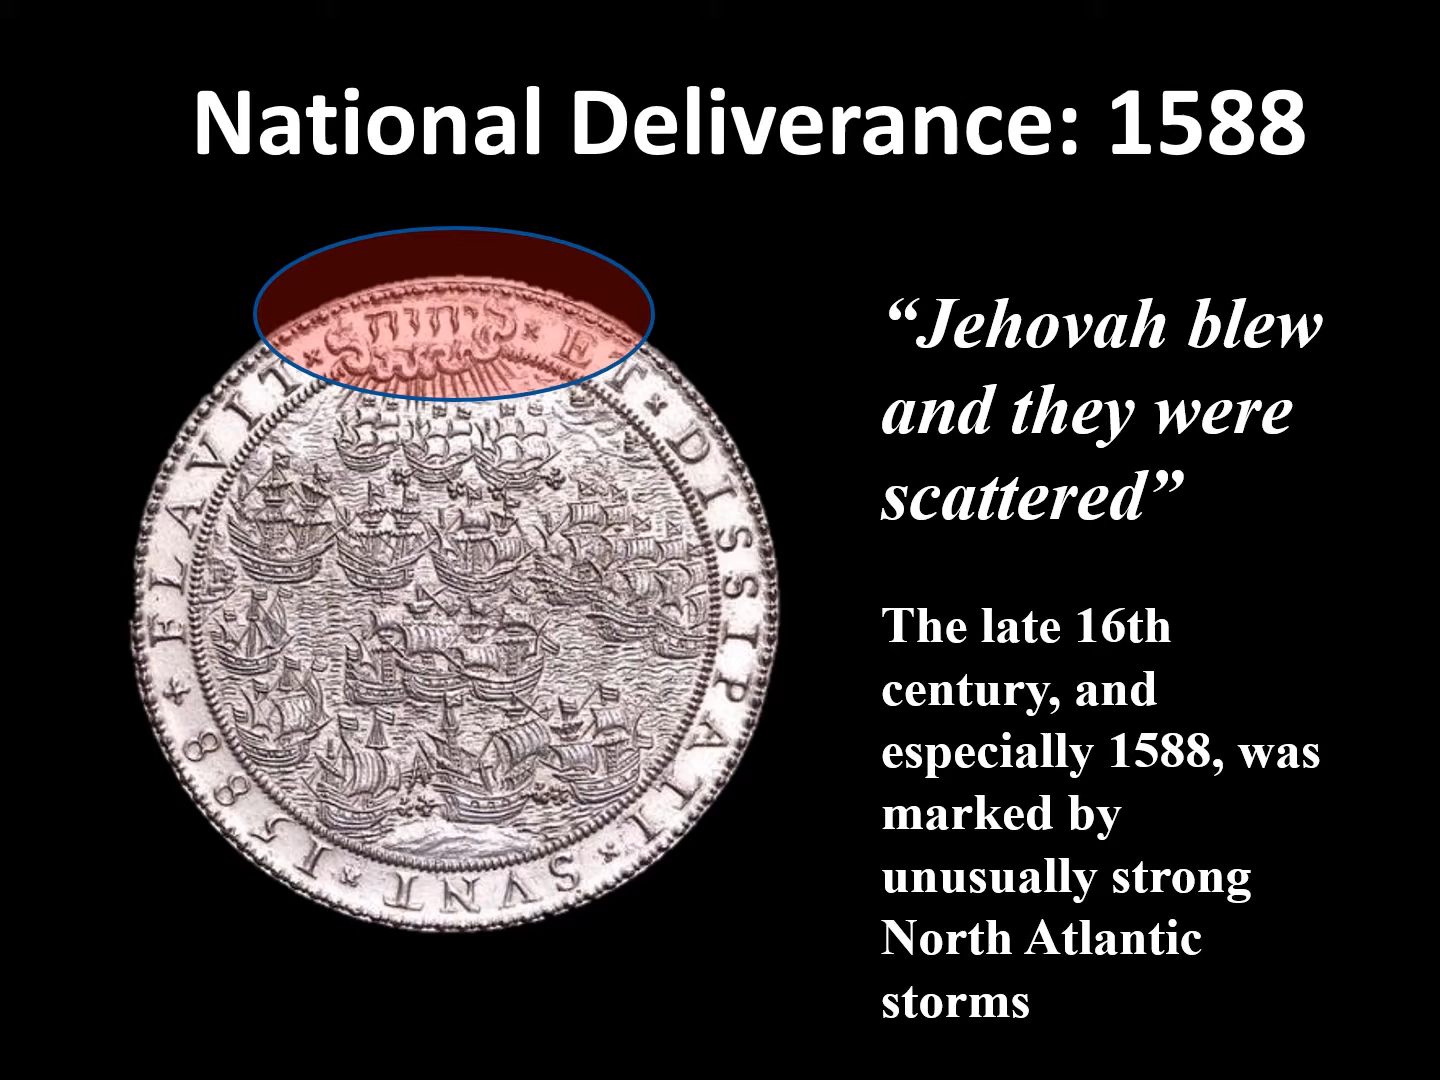 National Deliverance: 1588
FLAVIT * יהוה * ET * DISSIPATI * SVNT * 1588 *
“Jehovah blew
and they were
scattered”
The late 16th
century, and
especially 1588, was
marked by
unusually strong
North Atlantic
storms